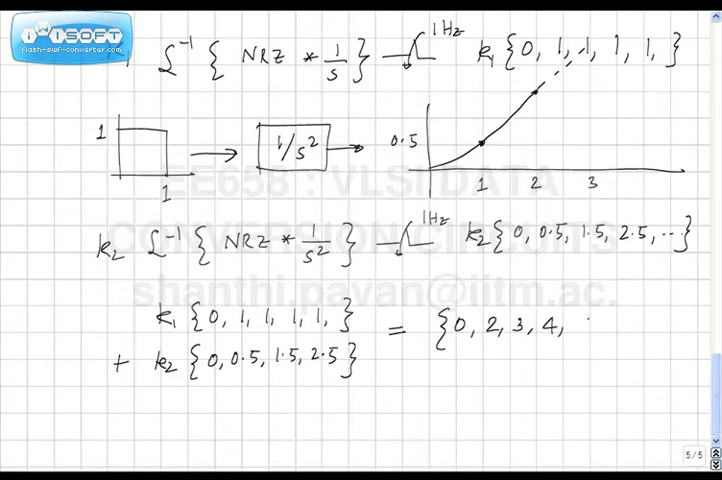 iWiSOFT
flash-swf-converter.com
ℒ⁻¹ { NRZ * 1/s } 1Hz k₁ {0, 1, 1, 1, 1, }
1 1/s² 0.5
1 1 2 3
EE658 : VLSI DATA
CONVERSION CIRCUITS
k₂ ℒ⁻¹ { NRZ * 1/s² } 1Hz k₂ {0, 0.5, 1.5, 2.5, ...}
shanthi.pavan@iitm.ac.
k₁ {0, 1, 1, 1, 1, } = {0, 2, 3, 4,
+ k₂ {0, 0.5, 1.5, 2.5}
5/5